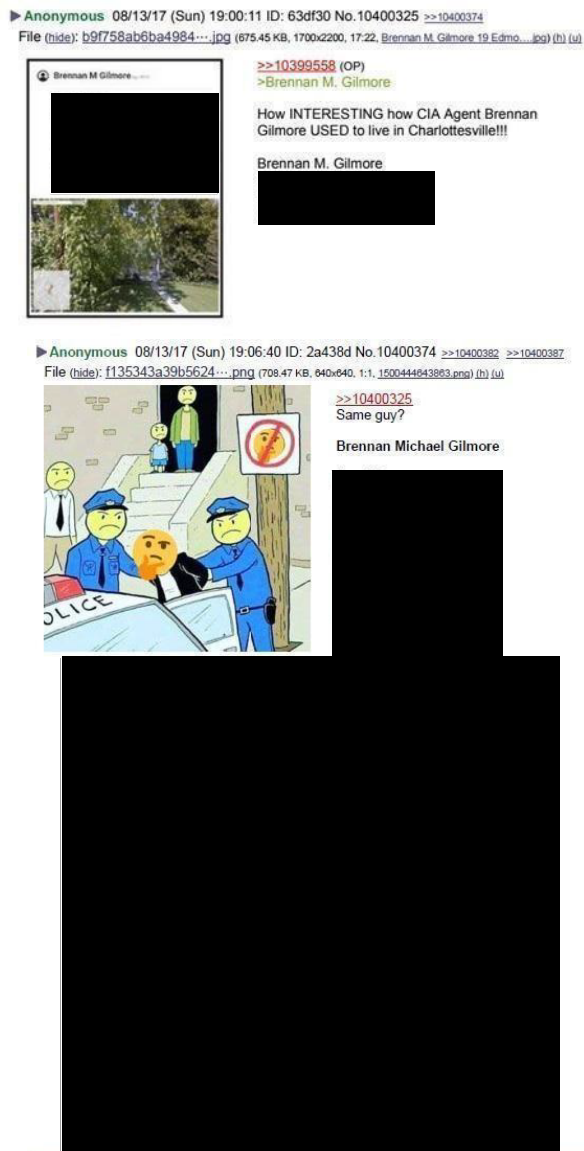 Anonymous 08/13/17 (Sun) 19:00:11 ID: 63df30 No.10400325 >>10400374
File (hide): b9f758ab6ba4984⋯.jpg (675.45 KB, 1700x2200, 17:22, Brennan M. Gilmore 19 Edmo....jpg) (h) (u)
Brennan M Gilmore
>>10399558 (OP)
>Brennan M. Gilmore
How INTERESTING how CIA Agent Brennan
Gilmore USED to live in Charlottesville!!!
Brennan M. Gilmore
Anonymous 08/13/17 (Sun) 19:06:40 ID: 2a438d No.10400374 >>10400382 >>10400387
File (hide): f135343a39b5624⋯.png (708.47 KB, 640x640, 1:1, 1500444643863.png) (h) (u)
>>10400325
Same guy?
Brennan Michael Gilmore
OLICE